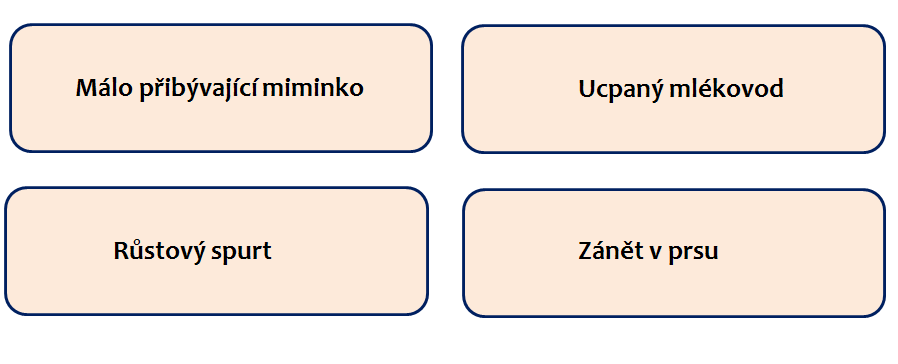 Málo přibývající miminko
Ucpaný mlékovod
Růstový spurt
Zánět v prsu